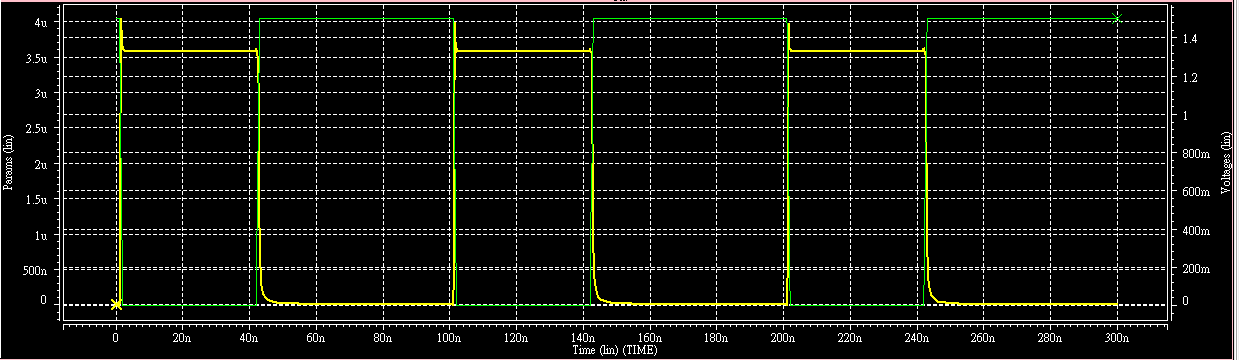 4u
3.5u
3u
2.5u
2u
1.5u
1u
500n
0
Params (lin)
1.4
1.2
1
800m
600m
400m
200m
0
Voltages (lin)
0 20n 40n 60n 80n 100n 120n 140n 160n 180n 200n 220n 240n 260n 280n 300n
Time (lin) (TIME)